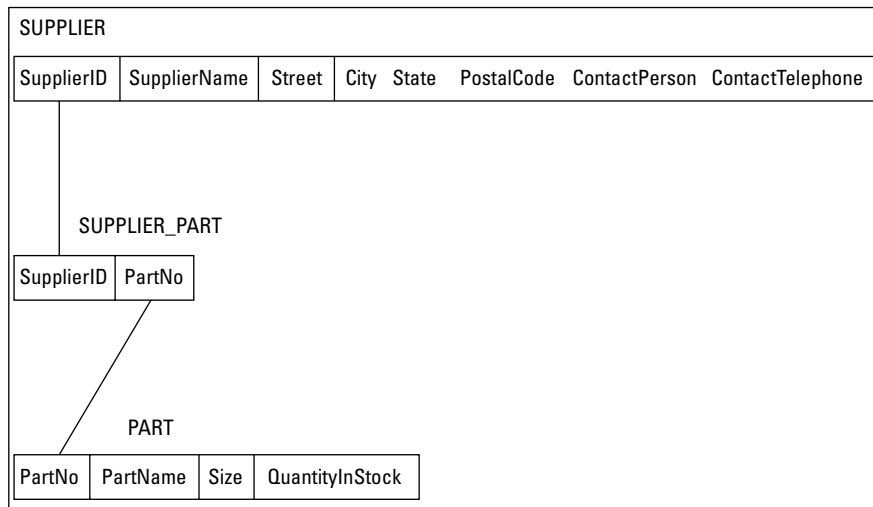 SUPPLIER
SupplierID SupplierName Street City State PostalCode ContactPerson ContactTelephone
SUPPLIER_PART
SupplierID PartNo
PART
PartNo PartName Size QuantityInStock